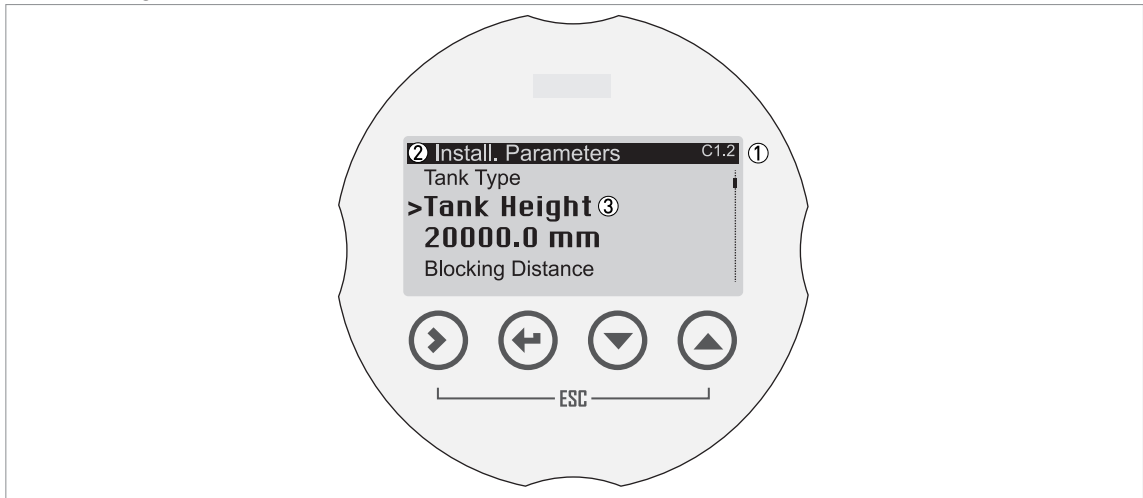 ② Install. Parameters C1.2 ①
Tank Type
>Tank Height ③
20000.0 mm
Blocking Distance
ESC